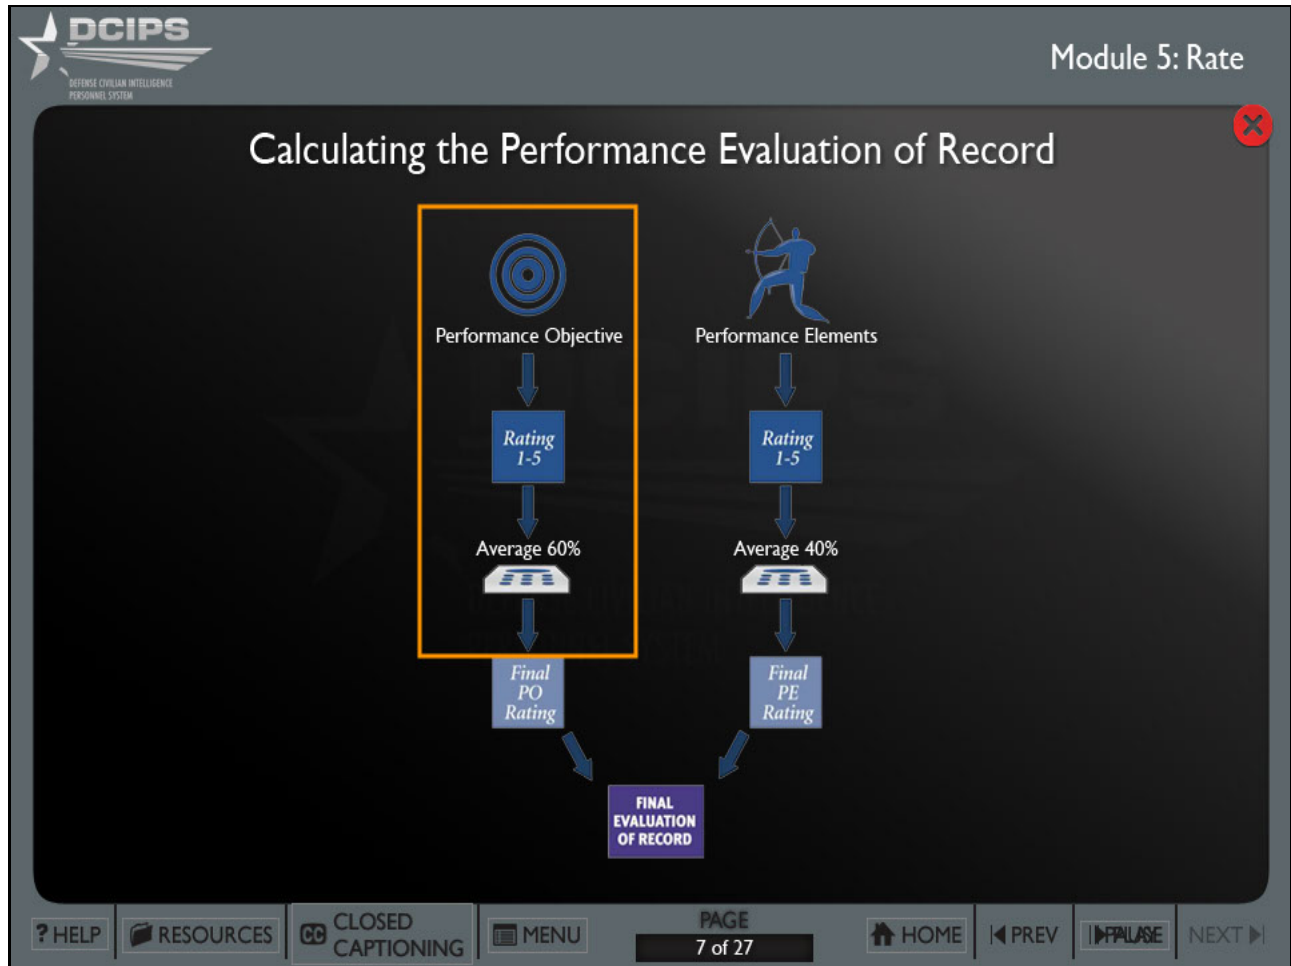 DCIPS
DEFENSE CIVILIAN INTELLIGENCE
PERSONNEL SYSTEM
Module 5: Rate
Calculating the Performance Evaluation of Record
Performance Objective
Performance Elements
Rating
1-5
Rating
1-5
Average 60%
Average 40%
Final
PO
Rating
Final
PE
Rating
FINAL
EVALUATION
OF RECORD
? HELP
RESOURCES
CC CLOSED
CAPTIONING
MENU
PAGE
7 of 27
HOME
PREV
NEXT